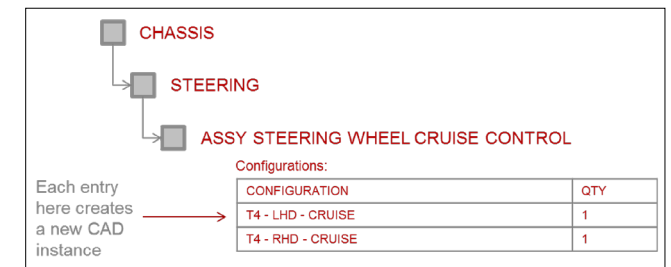 CHASSIS
STEERING
ASSY STEERING WHEEL CRUISE CONTROL
Configurations:
CONFIGURATION QTY
T4 - LHD - CRUISE 1
T4 - RHD - CRUISE 1
Each entry
here creates
a new CAD
instance